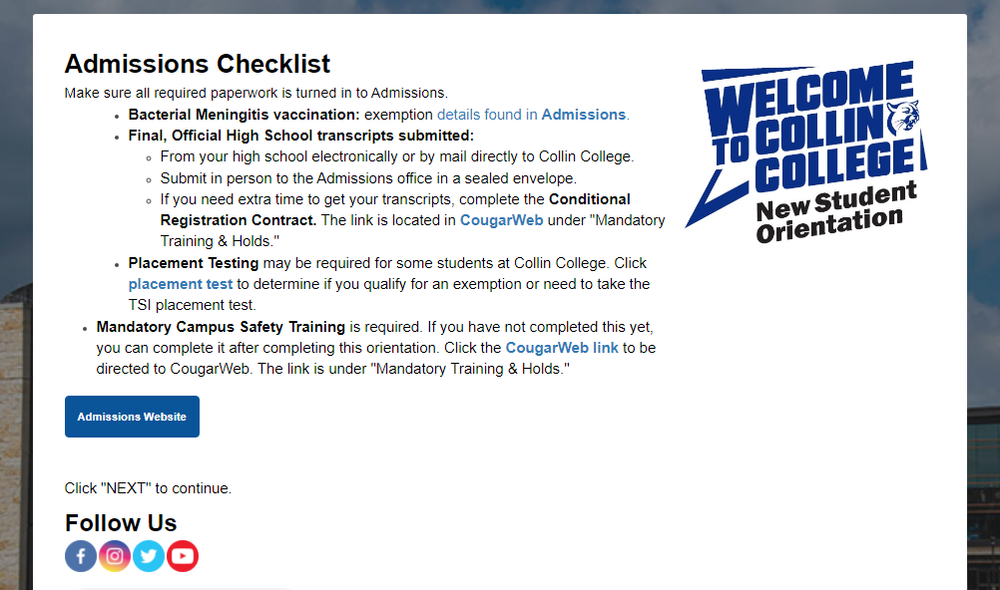 Admissions Checklist
Make sure all required paperwork is turned in to Admissions.
Bacterial Meningitis vaccination: exemption details found in Admissions.
Final, Official High School transcripts submitted:
From your high school electronically or by mail directly to Collin College.
Submit in person to the Admissions office in a sealed envelope.
If you need extra time to get your transcripts, complete the Conditional
Registration Contract. The link is located in CougarWeb under "Mandatory
Training & Holds."
Placement Testing may be required for some students at Collin College. Click
placement test to determine if you qualify for an exemption or need to take the
TSI placement test.
Mandatory Campus Safety Training is required. If you have not completed this yet,
you can complete it after completing this orientation. Click the CougarWeb link to be
directed to CougarWeb. The link is under "Mandatory Training & Holds."
WELCOME
TO COLLIN
COLLEGE
New Student
Orientation
Admissions Website
Click "NEXT" to continue.
Follow Us